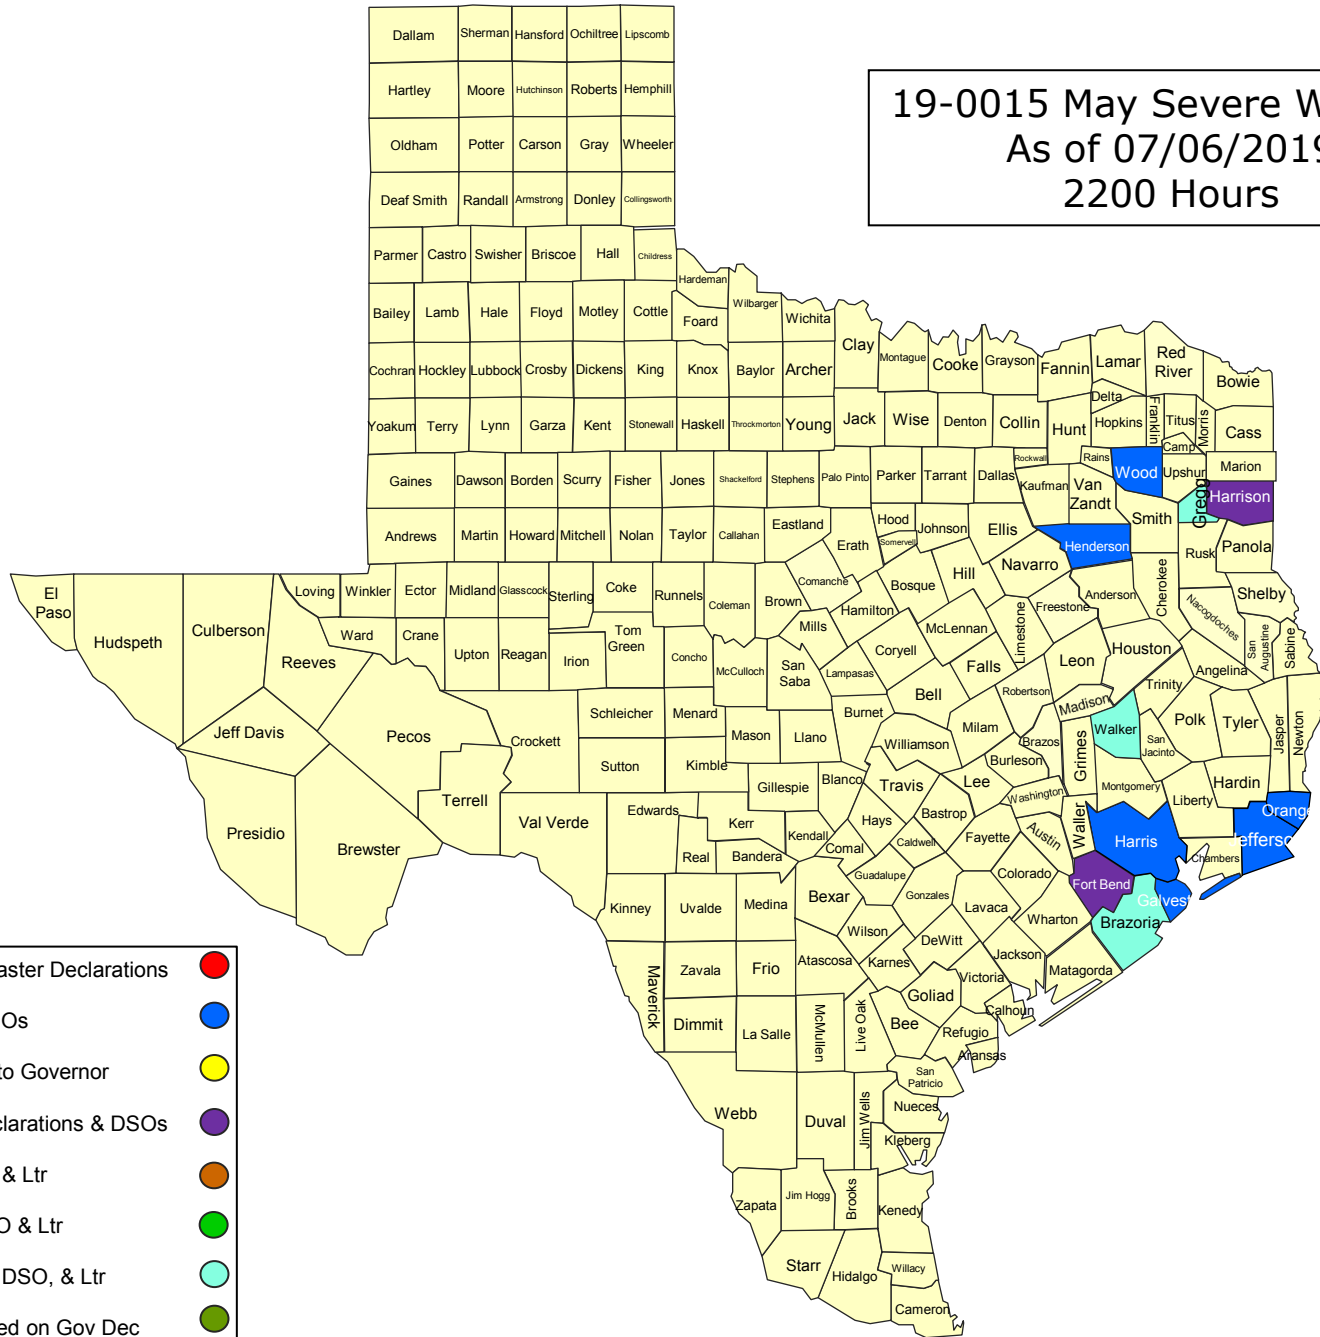 Dallam Sherman Hansford Ochiltree Lipscomb
Hartley Moore Hutchinson Roberts Hemphill
19-0015 May Severe W
As of 07/06/2019
2200 Hours
Oldham Potter Carson Gray Wheeler
Deaf Smith Randall Armstrong Donley Collingsworth
Parmer Castro Swisher Briscoe Hall Childress
Hardeman
Bailey Lamb Hale Floyd Motley Cottle Foard Wilbarger Wichita
Clay Montague Cooke Grayson Fannin Lamar Red River Bowie
Cochran Hockley Lubbock Crosby Dickens King Knox Baylor Archer
Delta
Yoakum Terry Lynn Garza Kent Stonewall Haskell Throckmorton Young Jack Wise Denton Collin Hunt Hopkins Franklin Titus Morris Cass
Camp
Gaines Dawson Borden Scurry Fisher Jones Shackelford Stephens Palo Pinto Parker Tarrant Dallas Rockwall Kaufman Rains Van Zandt Wood Upshur Marion
Gregg Harrison
Andrews Martin Howard Mitchell Nolan Taylor Callahan Eastland Erath Hood Somervell Johnson Ellis Henderson Smith Rusk Panola
El Paso Hudspeth Culberson Loving Winkler Ector Midland Glasscock Sterling Coke Runnels Coleman Brown Comanche Hamilton Bosque Hill Navarro Freestone Anderson Cherokee Nacogdoches Shelby
Reeves Ward Crane Upton Reagan Irion Tom Green Concho McCulloch San Saba Mills Lampasas Coryell McLennan Limestone Falls Leon Houston Angelina San Augustine Sabine
Jeff Davis Pecos Crockett Schleicher Menard Mason Llano Burnet Bell Milam Robertson Madison Trinity Walker San Jacinto Polk Tyler Jasper Newton
Sutton Kimble Gillespie Blanco Williamson Travis Lee Burleson Brazos Grimes Washington Montgomery Liberty Hardin Orange
Presidio Brewster Terrell Val Verde Edwards Kerr Real Bandera Kendall Comal Hays Caldwell Bastrop Fayette Austin Waller Harris Chambers Jefferso
Kinney Uvalde Medina Bexar Guadalupe Gonzales Lavaca Colorado Wharton Fort Bend Brazoria Galvest
Wilson DeWitt Jackson Matagorda
Maverick Zavala Frio Atascosa Karnes Goliad Victoria Calhoun
Dimmit La Salle McMullen Live Oak Bee Refugio Aransas
San Patricio
Webb Duval Jim Wells Nueces Kleberg
Zapata Jim Hogg Brooks Kenedy
Starr Hidalgo Willacy
Cameron
aster Declarations
Os
to Governor
clarations & DSOs
& Ltr
O & Ltr
DSO, & Ltr
ed on Gov Dec